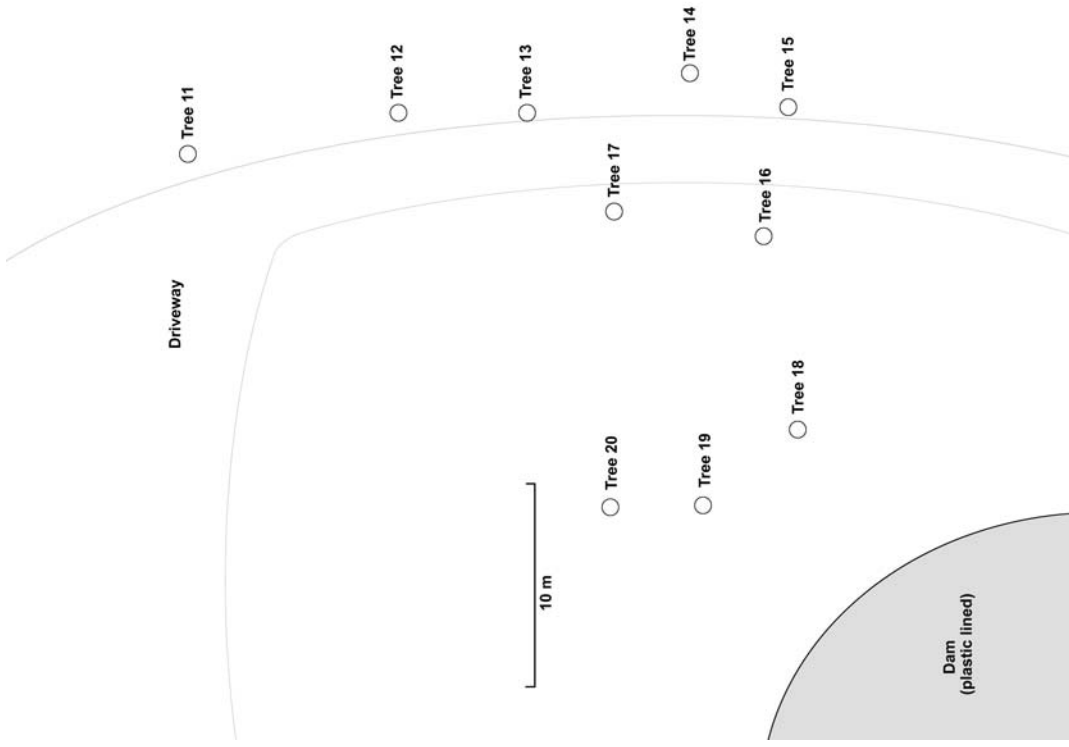 Tree 11
Tree 12
Tree 13
Tree 14
Tree 15
Tree 17
Tree 16
Driveway
Tree 18
Tree 20
Tree 19
10 m
Dam
(plastic lined)